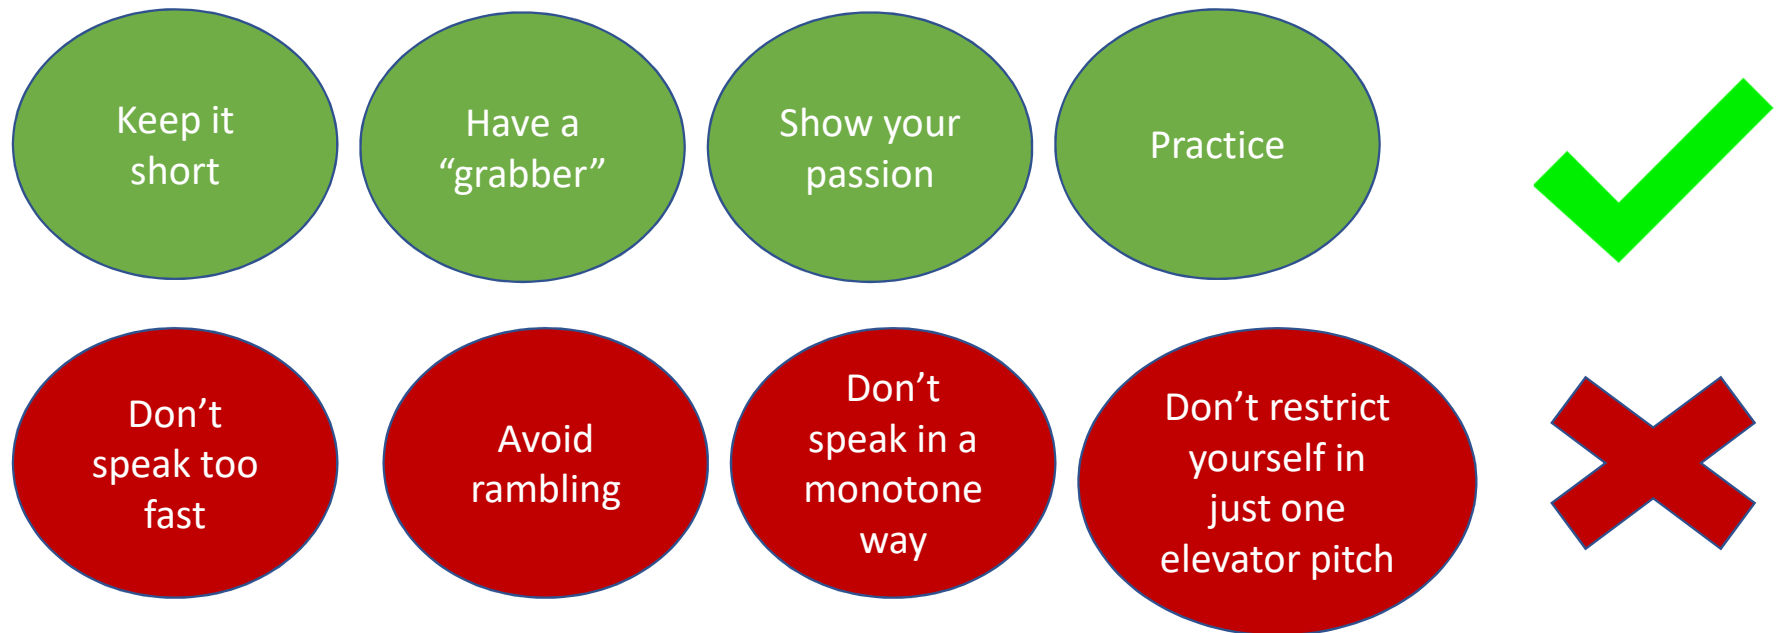 Keep it
short
Have a
“grabber”
Show your
passion
Practice
Don’t
speak too
fast
Avoid
rambling
Don’t
speak in a
monotone
way
Don’t restrict
yourself in
just one
elevator pitch